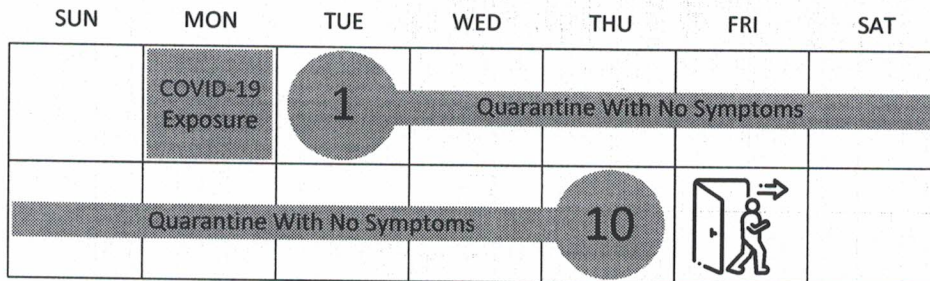 SUN MON TUE WED THU FRI SAT
COVID-19
Exposure
1
Quarantine With No Symptoms
Quarantine With No Symptoms
10